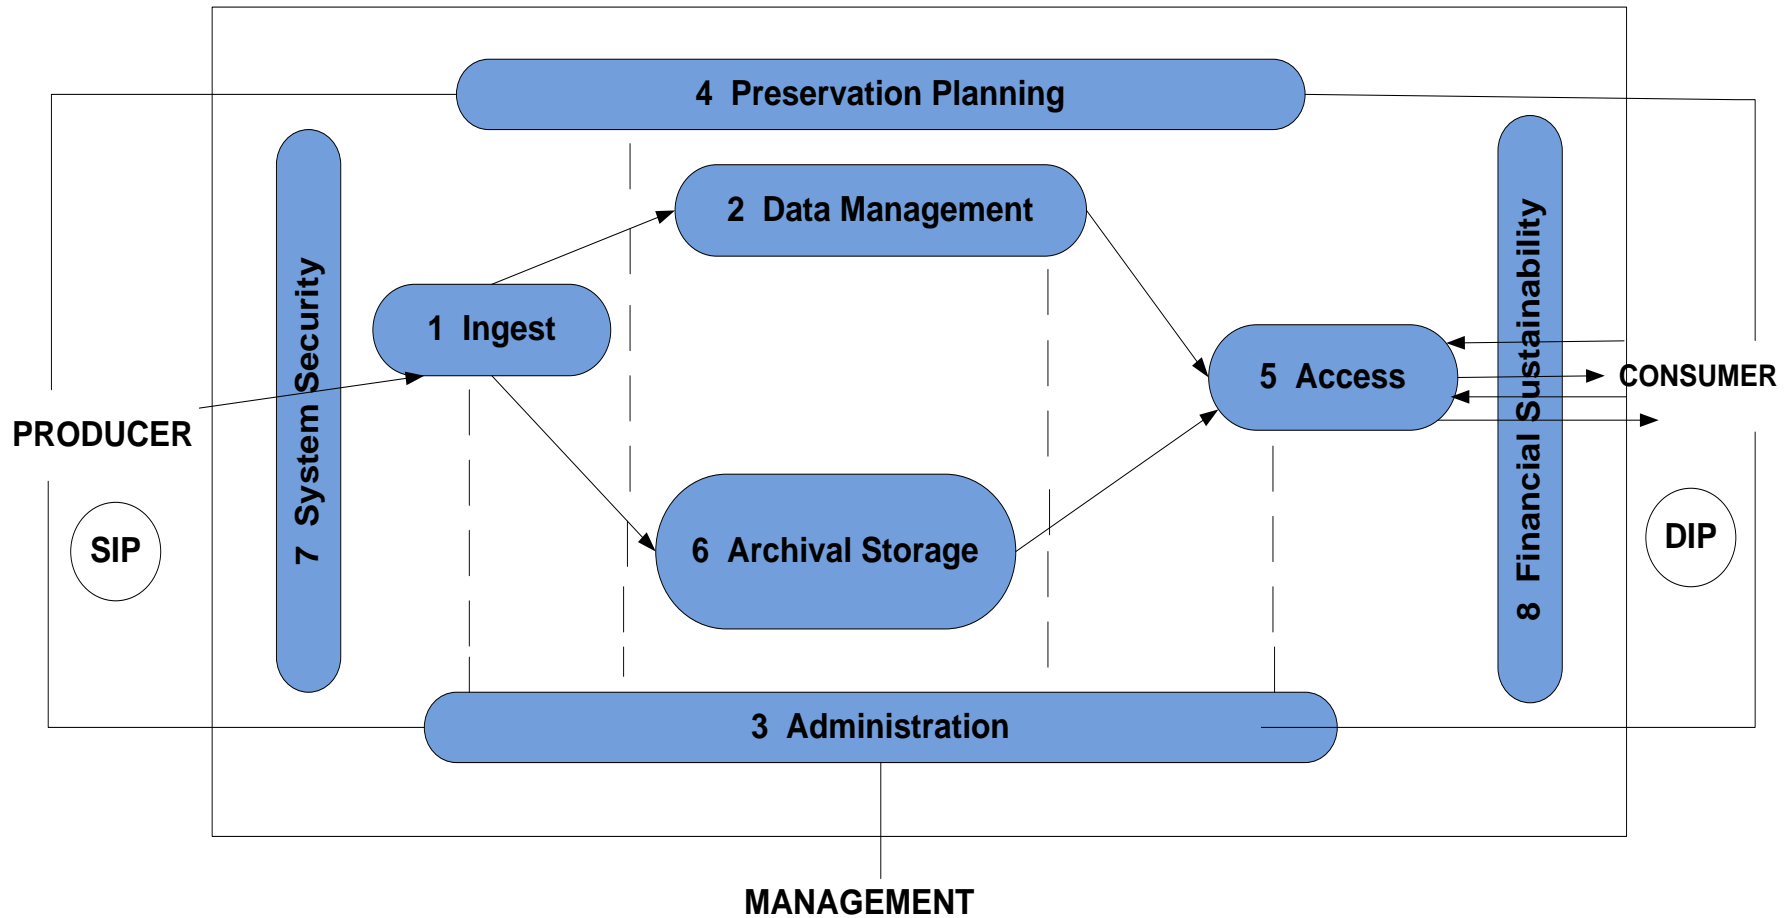 4 Preservation Planning
2 Data Management
7 System Security
1 Ingest
8 Financial Sustainability
5 Access
CONSUMER
PRODUCER
SIP
6 Archival Storage
DIP
3 Administration
MANAGEMENT